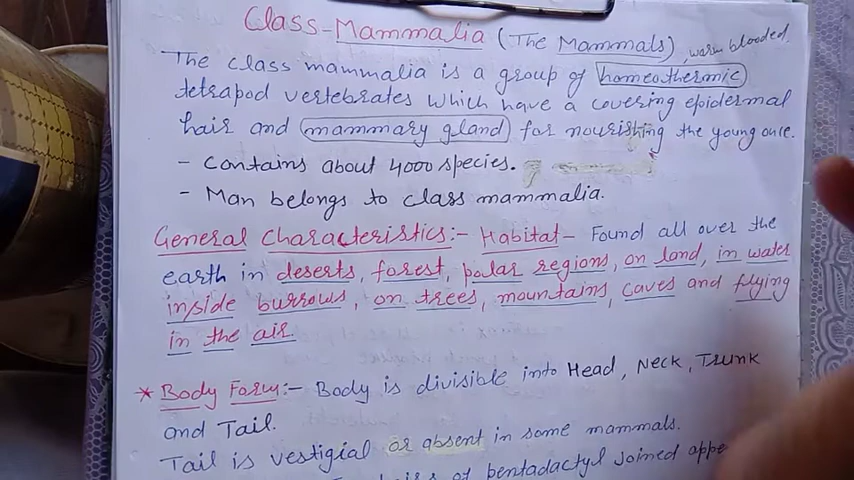 Class-Mammalia (The Mammals), warm blooded.
The class mammalia is a group of homeothermic
tetrapod vertebrates which have a covering epidermal
hair and mammary gland for nourishing the young once.
- Contains about 4000 species.
- Man belongs to class mammalia.
General Characteristics:- Habitat- Found all over the
earth in deserts, forest, polar regions, on land, in water
inside burrows, on trees, mountains, caves and flying
in the air.
* Body Form:- Body is divisible into Head, Neck, Trunk
and Tail.
Tail is vestigial or absent in some mammals.
of pentadactyl joined appe